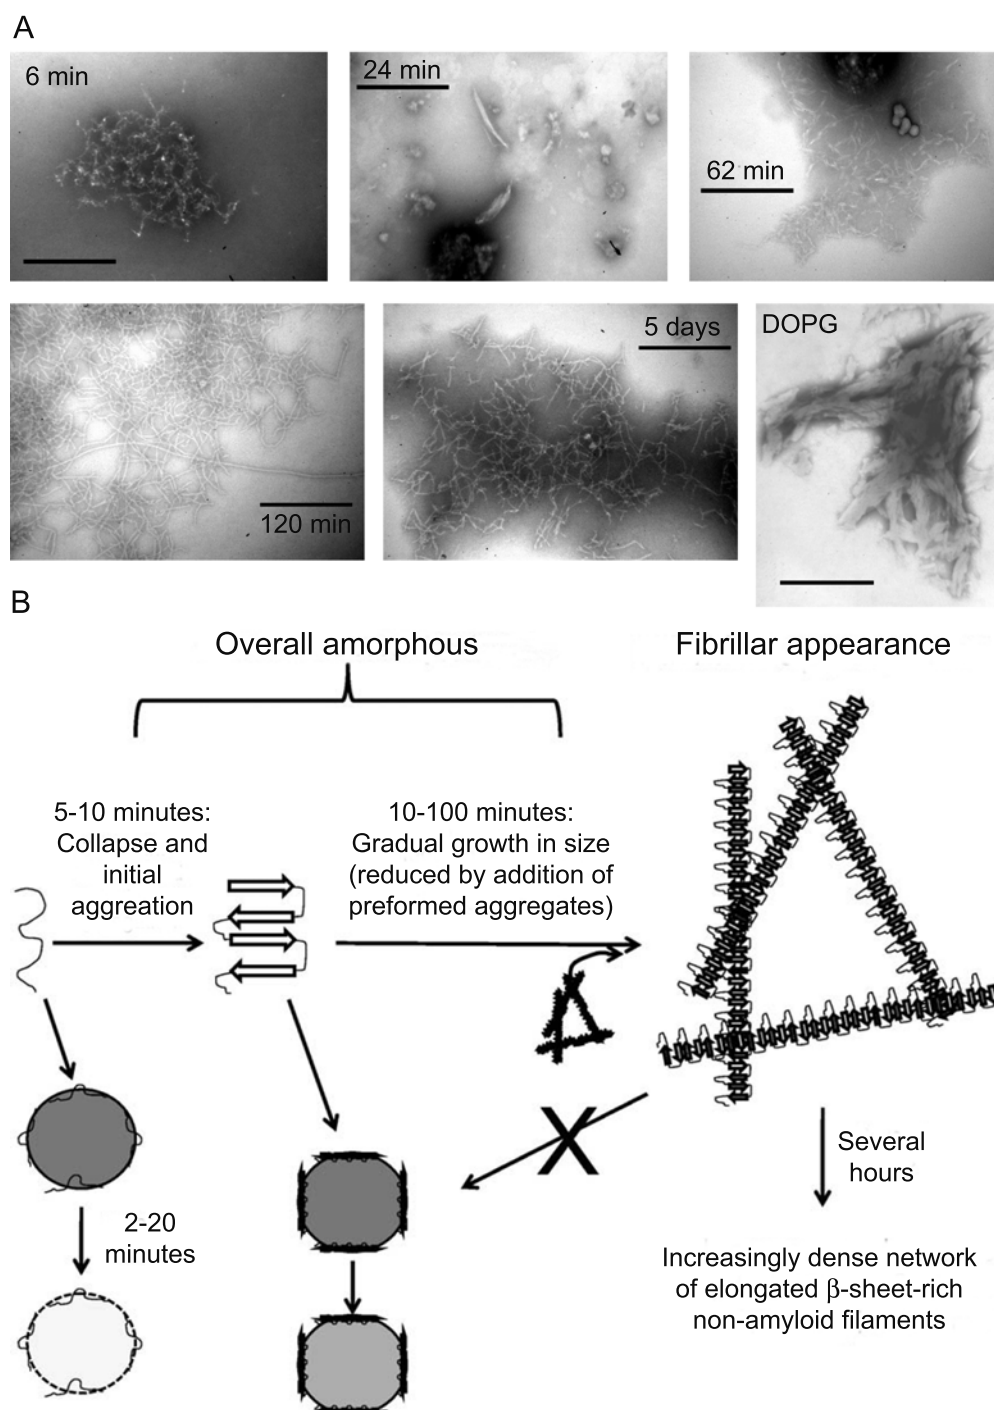 A
6 min
24 min
62 min
120 min
5 days
DOPG
B
Overall amorphous
Fibrillar appearance
5-10 minutes:
Collapse and
initial
aggreation
10-100 minutes:
Gradual growth in size
(reduced by addition of
preformed aggregates)
X
2-20
minutes
Several
hours
Increasingly dense network
of elongated β-sheet-rich
non-amyloid filaments